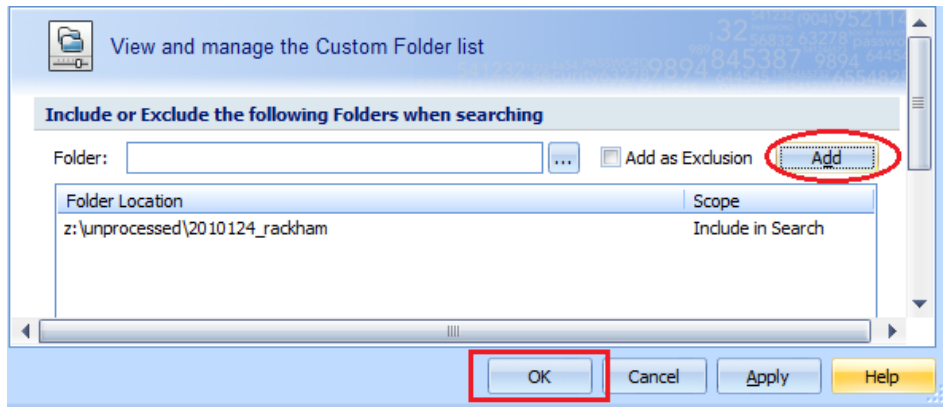 View and manage the Custom Folder list
Include or Exclude the following Folders when searching
Folder: ... Add as Exclusion Add
Folder Location Scope
z:\unprocessed\2010124_rackham Include in Search
OK Cancel Apply Help